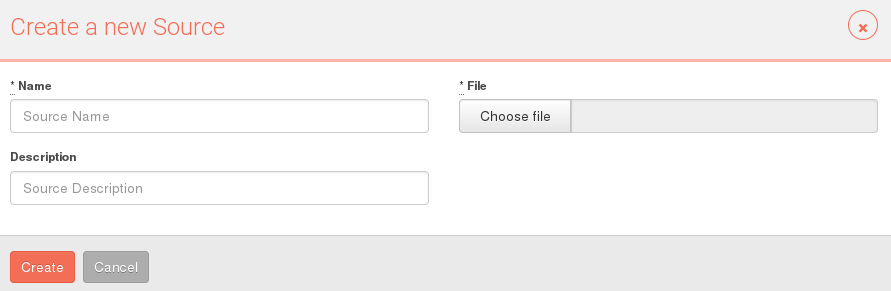 Create a new Source
* Name
* File
Source Name
Choose file
Description
Source Description
Create
Cancel